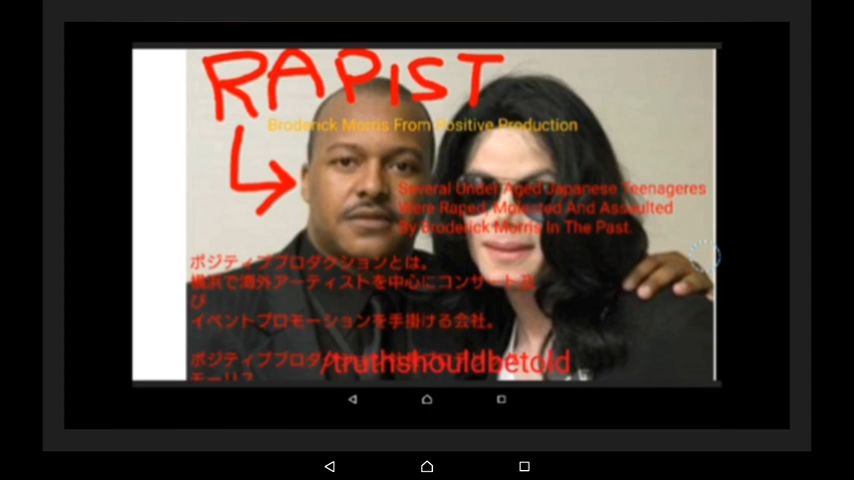 RAPIST
Broderick Morris From Positive Production
Several Under Aged Japanese Teenageres
Were Raped, Molested And Assaulted
By Broderick Morris In The Past.
ポジティブプロダクションとは。
横浜で海外アーティストを中心にコンサート及
び
イベントプロモーションを手掛ける会社。
ポジティブプロダ
/truthshouldbetold